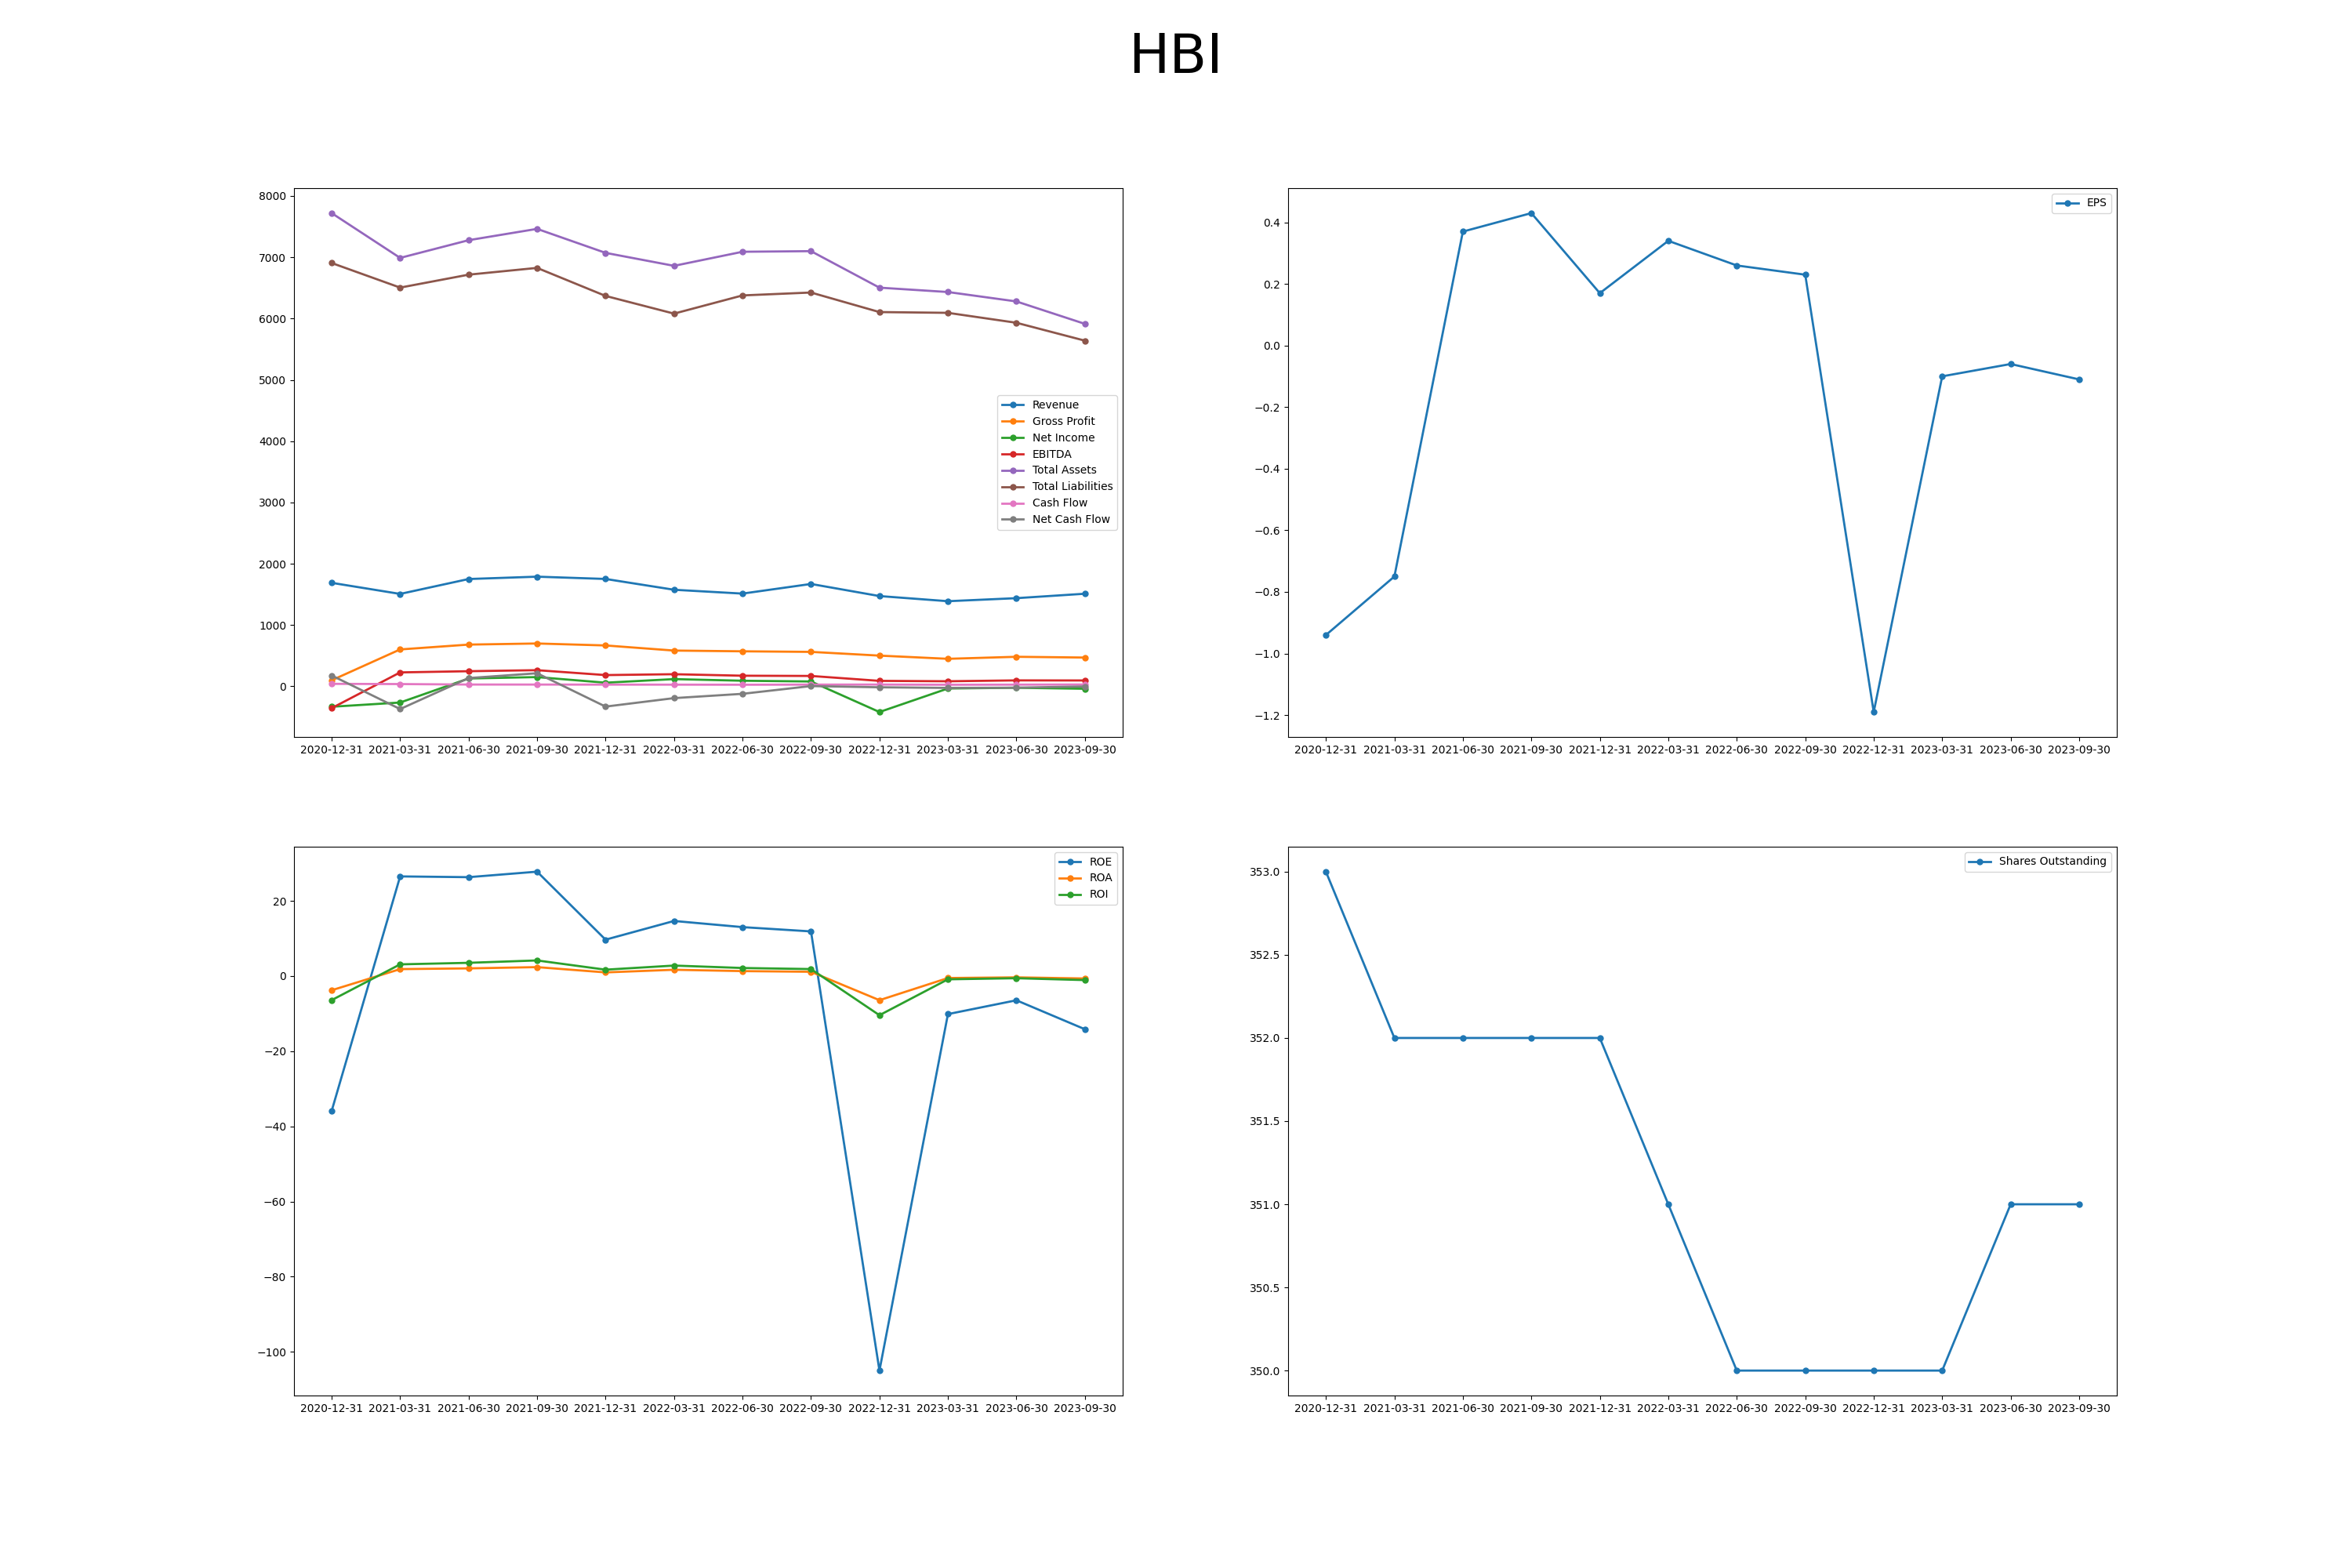 HBI
8000
7000
6000
5000
4000
3000
2000
1000
0
Revenue
Gross Profit
Net Income
EBITDA
Total Assets
Total Liabilities
Cash Flow
Net Cash Flow
2020-12-31 2021-03-31 2021-06-30 2021-09-30 2021-12-31 2022-03-31 2022-06-30 2022-09-30 2022-12-31 2023-03-31 2023-06-30 2023-09-30
EPS
0.4
0.2
0.0
−0.2
−0.4
−0.6
−0.8
−1.0
−1.2
2020-12-31 2021-03-31 2021-06-30 2021-09-30 2021-12-31 2022-03-31 2022-06-30 2022-09-30 2022-12-31 2023-03-31 2023-06-30 2023-09-30
ROE
ROA
ROI
20
0
−20
−40
−60
−80
−100
2020-12-31 2021-03-31 2021-06-30 2021-09-30 2021-12-31 2022-03-31 2022-06-30 2022-09-30 2022-12-31 2023-03-31 2023-06-30 2023-09-30
Shares Outstanding
353.0
352.5
352.0
351.5
351.0
350.5
350.0
2020-12-31 2021-03-31 2021-06-30 2021-09-30 2021-12-31 2022-03-31 2022-06-30 2022-09-30 2022-12-31 2023-03-31 2023-06-30 2023-09-30